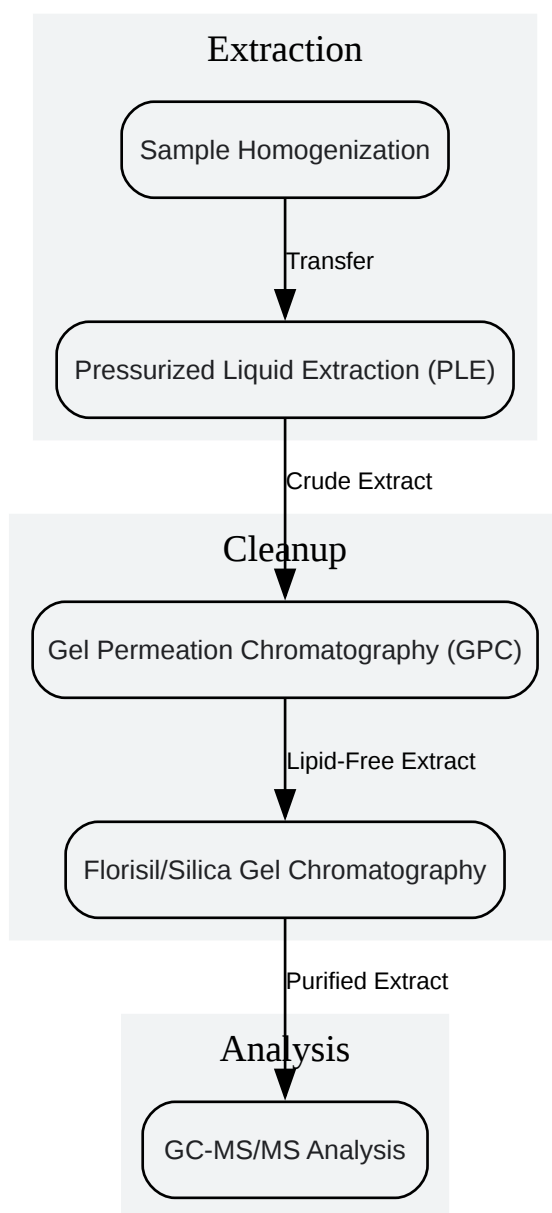 Extraction
Sample Homogenization
Transfer
Pressurized Liquid Extraction (PLE)
Crude Extract
Cleanup
Gel Permeation Chromatography (GPC)
Lipid-Free Extract
Florisil/Silica Gel Chromatography
Purified Extract
Analysis
GC-MS/MS Analysis